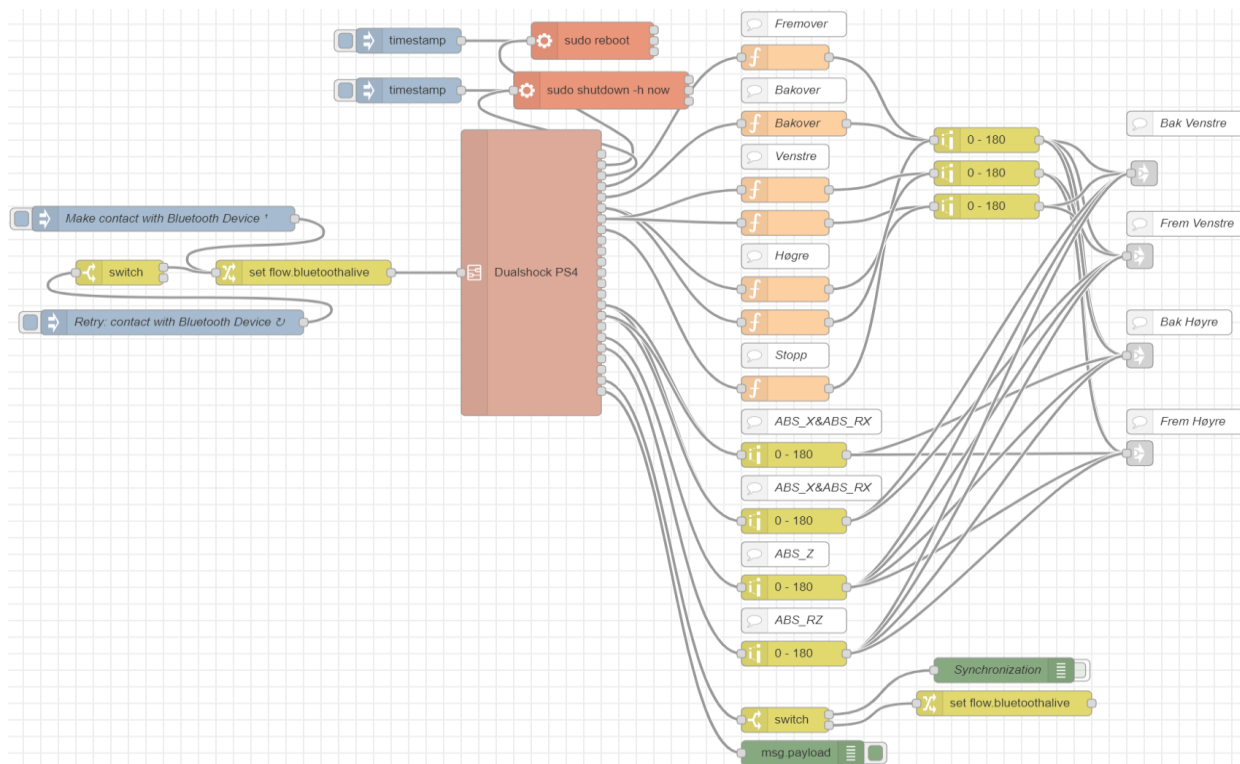 timestamp
sudo reboot
timestamp
sudo shutdown -h now
Make contact with Bluetooth Device ¹
switch
set flow.bluetoothalive
Retry: contact with Bluetooth Device ↻
Dualshock PS4
Fremover
Bakover
Bakover
Venstre
Høgre
Stopp
ABS_X&ABS_RX
0 - 180
ABS_X&ABS_RX
0 - 180
ABS_Z
0 - 180
ABS_RZ
0 - 180
switch
msg.payload
0 - 180
0 - 180
0 - 180
Synchronization
set flow.bluetoothalive
Bak Venstre
Frem Venstre
Bak Høyre
Frem Høyre